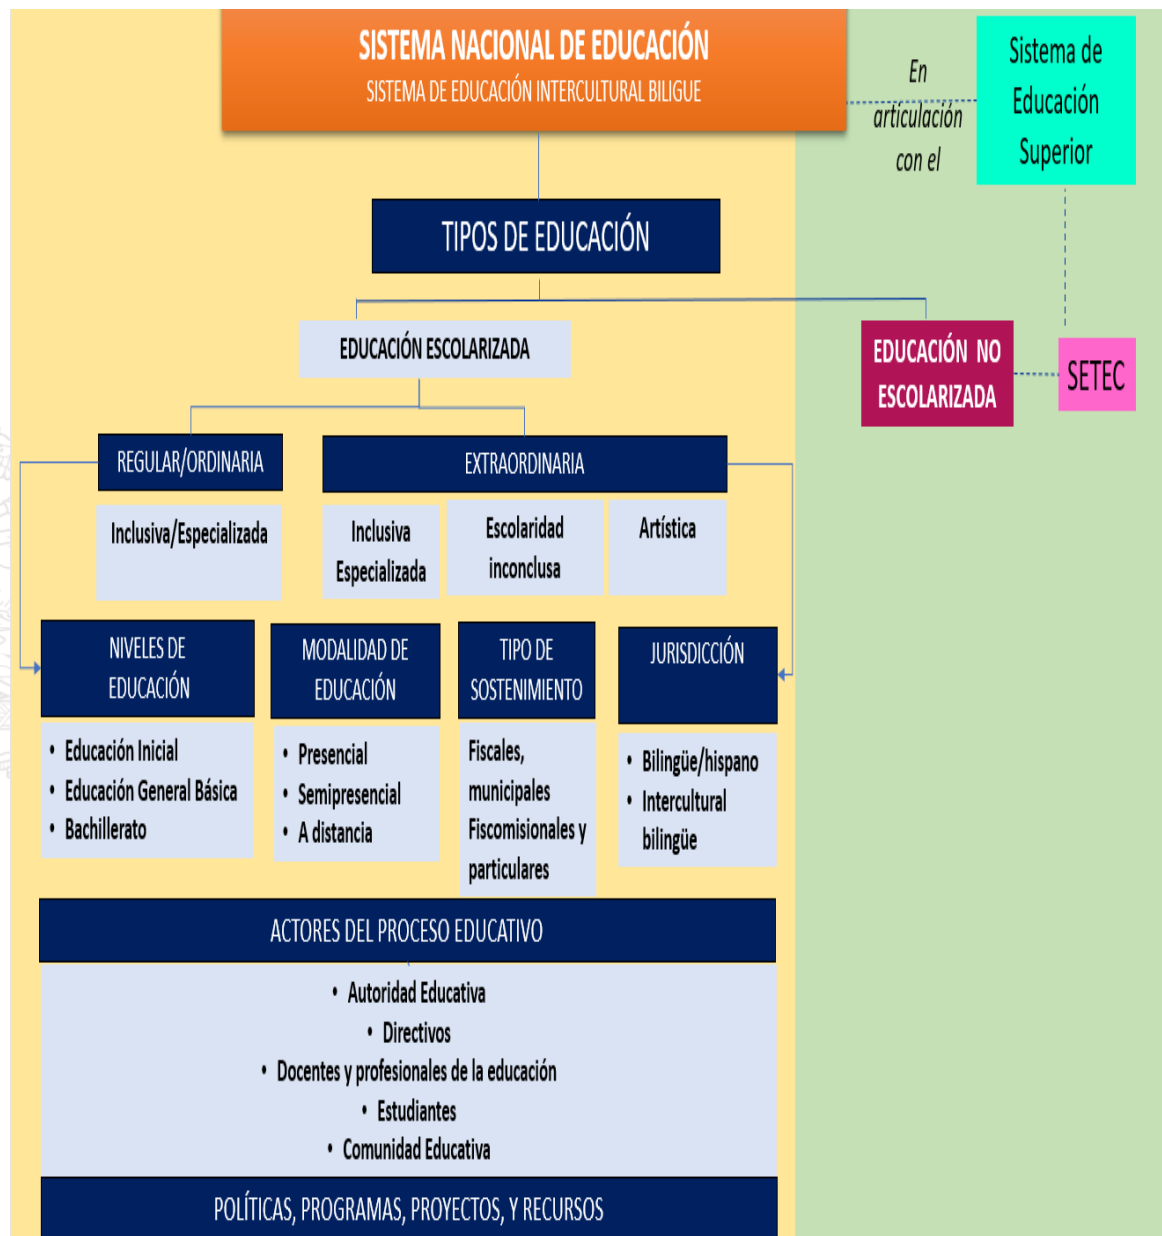 SISTEMA NACIONAL DE EDUCACIÓN
SISTEMA DE EDUCACIÓN INTERCULTURAL BILIGUE
En
articulación
con el
Sistema de
Educación
Superior
TIPOS DE EDUCACIÓN
EDUCACIÓN ESCOLARIZADA
EDUCACIÓN NO
ESCOLARIZADA
SETEC
REGULAR/ORDINARIA
EXTRAORDINARIA
Inclusiva/Especializada
Inclusiva
Especializada
Escolaridad
inconclusa
Artística
NIVELES DE
EDUCACIÓN
MODALIDAD DE
EDUCACIÓN
TIPO DE
SOSTENIMIENTO
JURISDICCIÓN
• Educación Inicial
• Educación General Básica
• Bachillerato
• Presencial
• Semipresencial
• A distancia
Fiscales,
municipales
Fiscomisionales y
particulares
• Bilingüe/hispano
• Intercultural
bilingüe
ACTORES DEL PROCESO EDUCATIVO
• Autoridad Educativa
• Directivos
• Docentes y profesionales de la educación
• Estudiantes
• Comunidad Educativa
POLÍTICAS, PROGRAMAS, PROYECTOS, Y RECURSOS